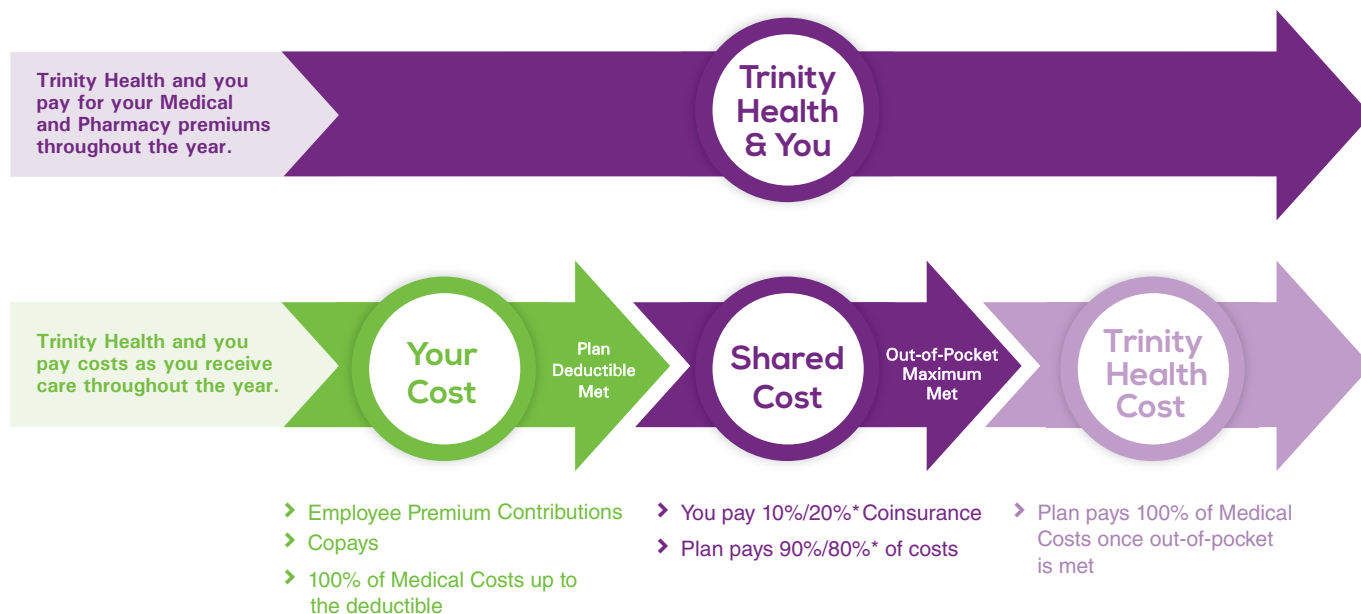 Trinity Health and you
pay for your Medical
and Pharmacy premiums
throughout the year.
Trinity
Health
& You
Trinity Health and you
pay costs as you receive
care throughout the year.
Your
Cost
Plan
Deductible
Met
Shared
Cost
Out-of-Pocket
Maximum
Met
Trinity
Health
Cost
> Employee Premium Contributions
> Copays
> 100% of Medical Costs up to
the deductible
> You pay 10%/20%* Coinsurance
> Plan pays 90%/80%* of costs
> Plan pays 100% of Medical
Costs once out-of-pocket
is met